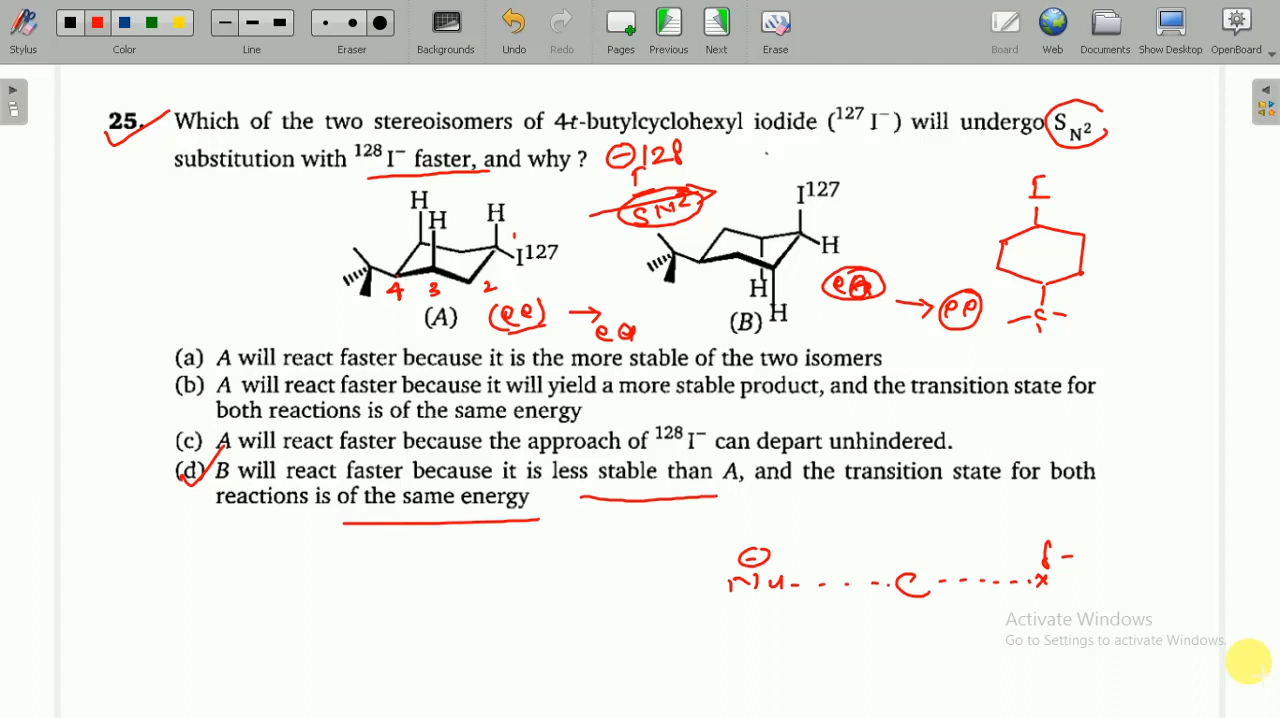 Stylus Color Line Eraser Backgrounds Undo Redo Pages Previous Next Erase Board Web Documents Show Desktop OpenBoard
25. Which of the two stereoisomers of 4t-butylcyclohexyl iodide (¹²⁷I⁻) will undergo S_N²
substitution with ¹²⁸I⁻ faster, and why ? ⊖128
I
SN²
H H H I¹²⁷
4 3 2
I¹²⁷
(A) (ee) → ea
H
H
H
(B)
→ ee
I
C
(a) A will react faster because it is the more stable of the two isomers
(b) A will react faster because it will yield a more stable product, and the transition state for
both reactions is of the same energy
(c) A will react faster because the approach of ¹²⁸I⁻ can depart unhindered.
(d) B will react faster because it is less stable than A, and the transition state for both
reactions is of the same energy
⊖ δ-
Nu-----C------x
Activate Windows
Go to Settings to activate Windows.